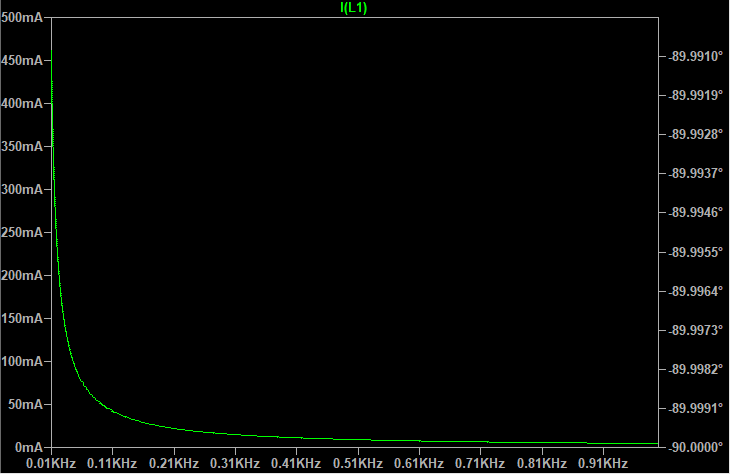 I(L1)
500mA
450mA
400mA
350mA
300mA
250mA
200mA
150mA
100mA
50mA
0mA
-89.9910°
-89.9919°
-89.9928°
-89.9937°
-89.9946°
-89.9955°
-89.9964°
-89.9973°
-89.9982°
-89.9991°
-90.0000°
0.01KHz 0.11KHz 0.21KHz 0.31KHz 0.41KHz 0.51KHz 0.61KHz 0.71KHz 0.81KHz 0.91KHz